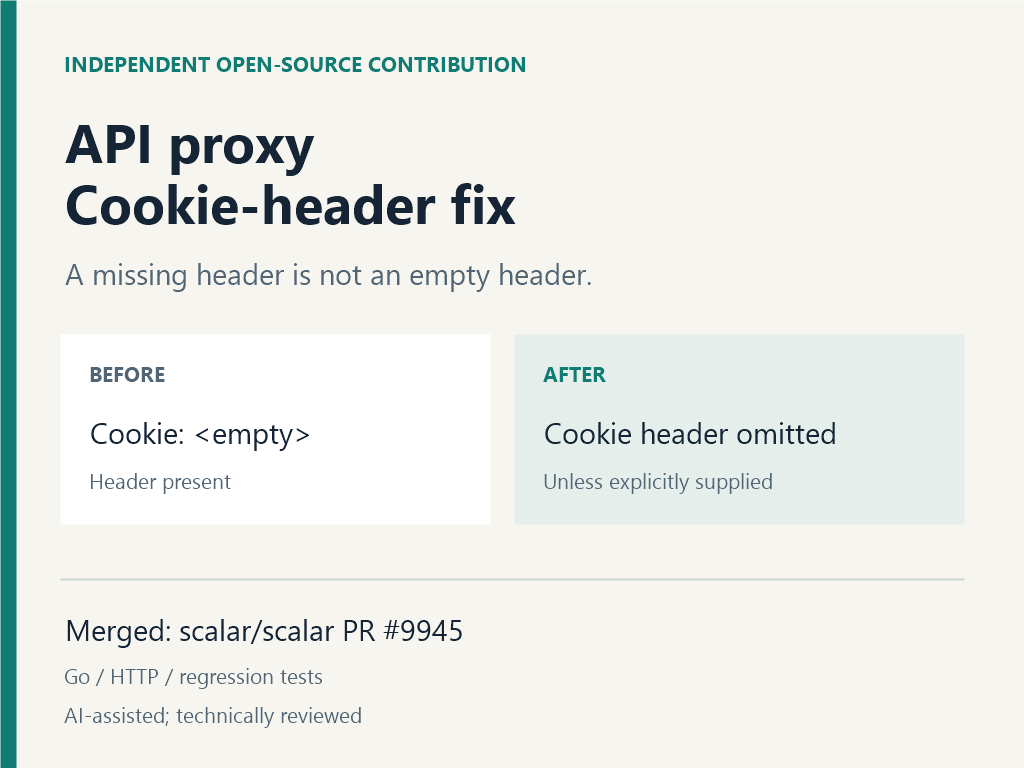 INDEPENDENT OPEN-SOURCE CONTRIBUTION
API proxy
Cookie-header fix
A missing header is not an empty header.
BEFORE
Cookie: <empty>
Header present
AFTER
Cookie header omitted
Unless explicitly supplied
Merged: scalar/scalar PR #9945
Go / HTTP / regression tests
AI-assisted; technically reviewed